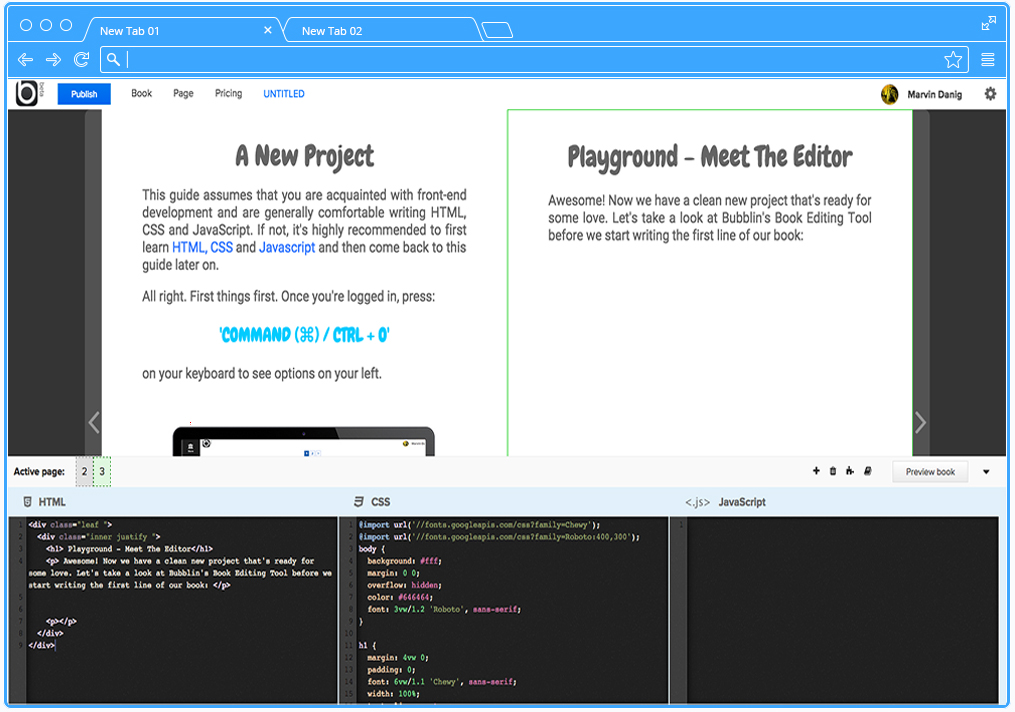 New Tab 01
New Tab 02
beta
Publish
Book
Page
Pricing
UNTITLED
Marvin Danig
A New Project
This guide assumes that you are acquainted with front-end
development and are generally comfortable writing HTML,
CSS and JavaScript. If not, it's highly recommended to first
learn HTML, CSS and Javascript and then come back to this
guide later on.
All right. First things first. Once you're logged in, press:
'COMMAND (⌘) / CTRL + O'
on your keyboard to see options on your left.
Playground - Meet The Editor
Awesome! Now we have a clean new project that's ready for
some love. Let's take a look at Bubblin's Book Editing Tool
before we start writing the first line of our book:
Active page:
2
3
Preview book
HTML
1 <div class="leaf ">
2 <div class="inner justify ">
3 <h1> Playground - Meet The Editor</h1>
4 <p> Awesome! Now we have a clean new project that's ready for
some love. Let's take a look at Bubblin's Book Editing Tool before we
start writing the first line of our book: </p>
5
6
7 <p></p>
8 </div>
9 </div>
CSS
1 @import url('//fonts.googleapis.com/css?family=Chewy');
2 @import url('//fonts.googleapis.com/css?family=Roboto:400,300');
3 body {
4 background: #fff;
5 margin: 0 0;
6 overflow: hidden;
7 color: #646464;
8 font: 3vw/1.2 'Roboto', sans-serif;
9 }
10
11 h1 {
12 margin: 4vw 0;
13 padding: 0;
14 font: 6vw/1.1 'Chewy', sans-serif;
15 width: 100%;
<.js> JavaScript
1